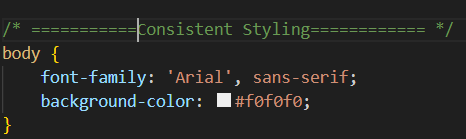 /* ===========Consistent Styling============ */
body {
    font-family: 'Arial', sans-serif;
    background-color: #f0f0f0;
}